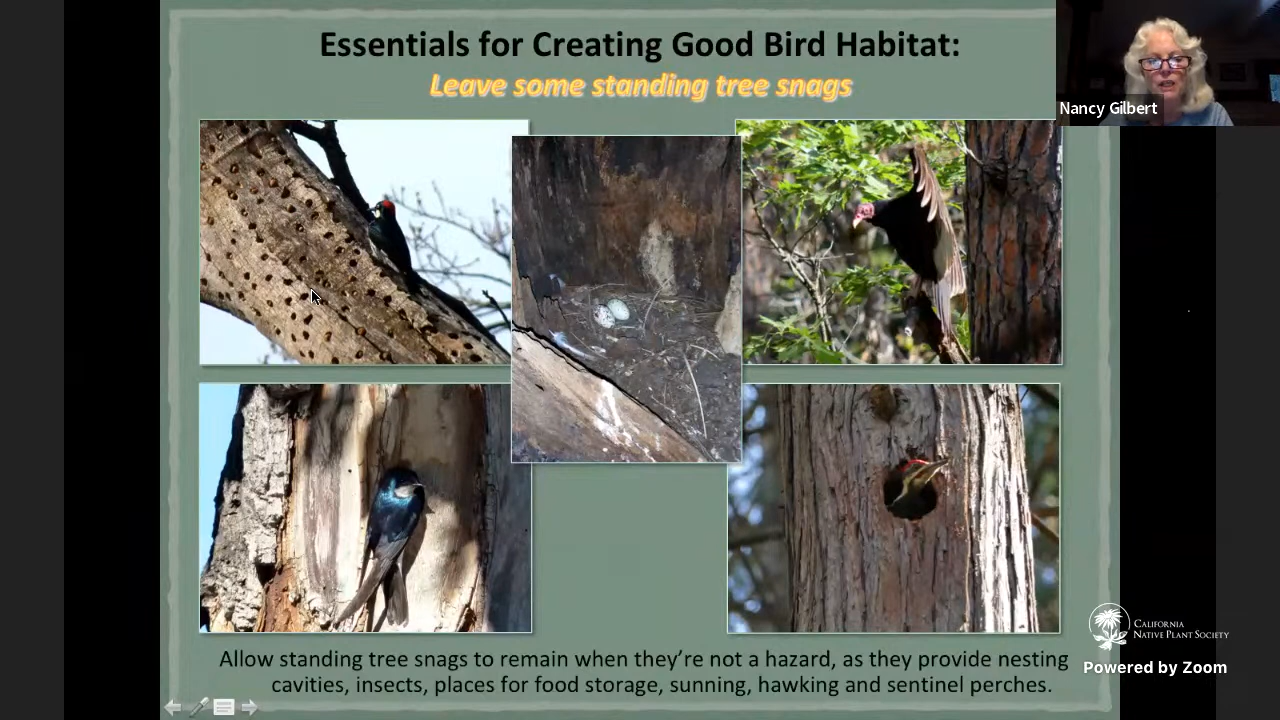 Essentials for Creating Good Bird Habitat:
Leave some standing tree snags
Nancy Gilbert
Allow standing tree snags to remain when they're not a hazard, as they provide nesting
cavities, insects, places for food storage, sunning, hawking and sentinel perches.
CALIFORNIA
NATIVE PLANT SOCIETY
Powered by Zoom